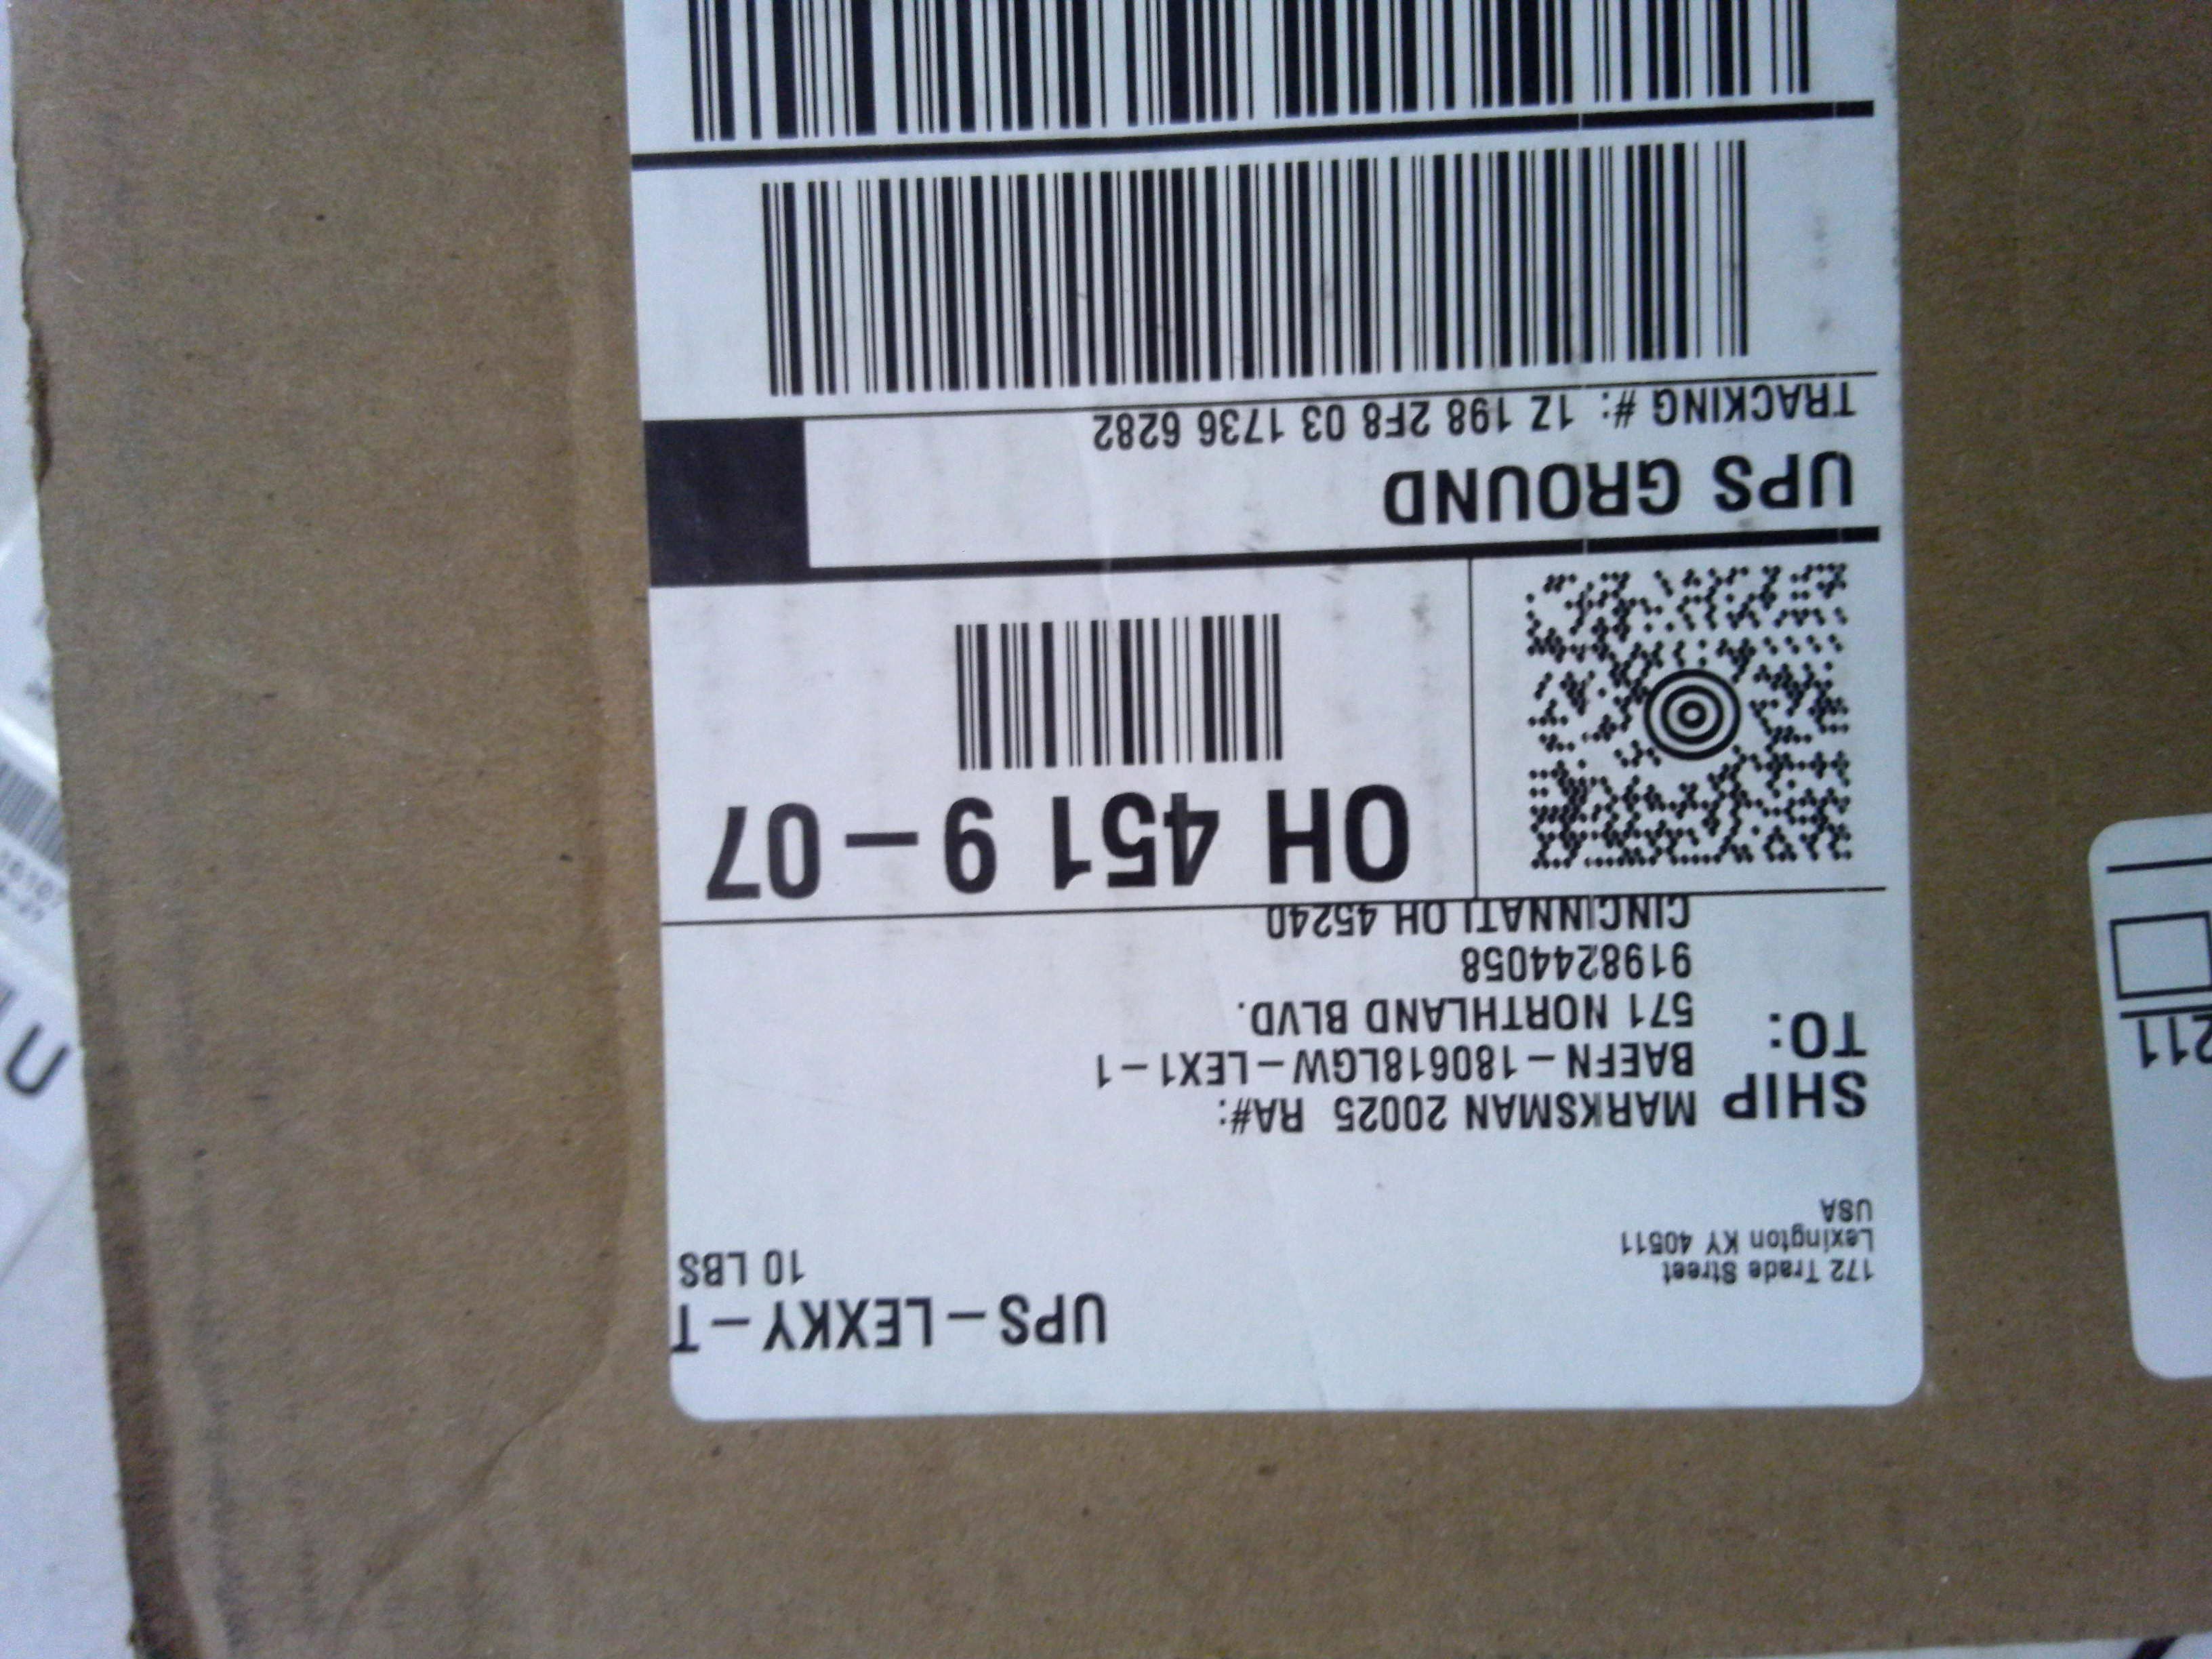 UPS-LEXKY-T
10 LBS
172 Trade Street
Lexington KY 40511
USA
SHIP TO:
MARKSMAN 20025 RA#:
BAEFN-180618LGW-LEX1-1
571 NORTHLAND BLVD.
9198244058
CINCINNATI OH 45240
OH 451 9-07
UPS GROUND
TRACKING #: 1Z 198 2F8 03 1736 6282